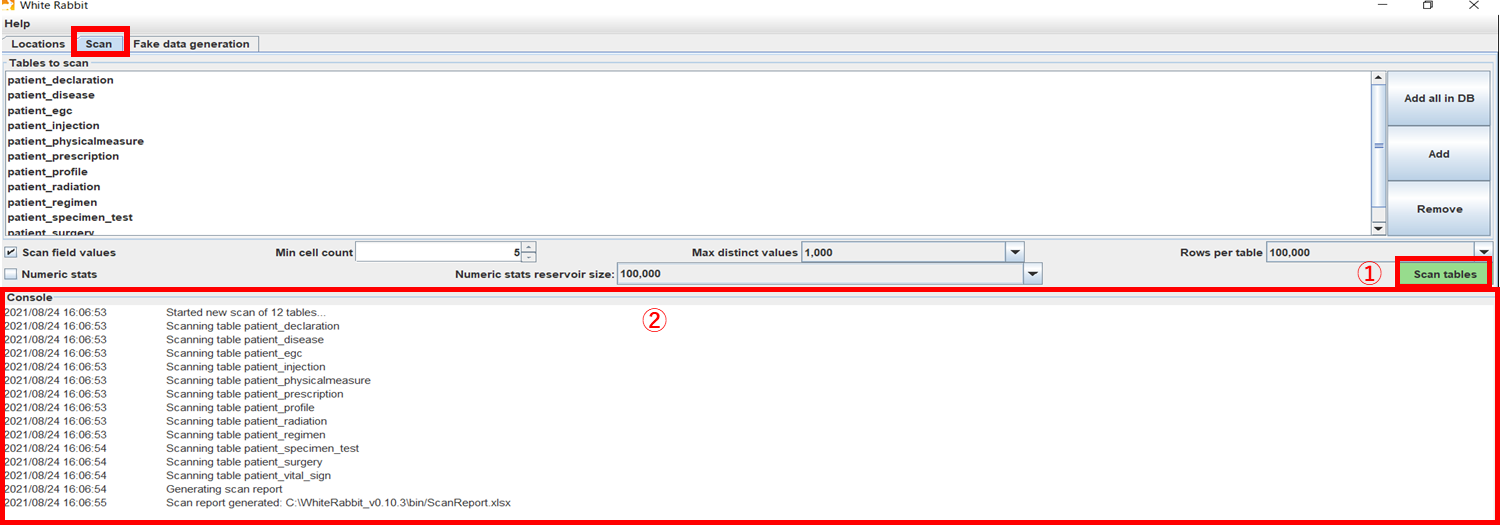 White Rabbit
Help
Locations Scan Fake data generation
Tables to scan
patient_declaration
patient_disease
patient_egc
patient_injection
patient_physicalmeasure
patient_prescription
patient_profile
patient_radiation
patient_regimen
patient_specimen_test
patient_surgery
Add all in DB
Add
Remove
Scan field values Min cell count 5 Max distinct values 1,000 Rows per table 100,000
Numeric stats Numeric stats reservoir size: 100,000 ① Scan tables
Console
②
2021/08/24 16:06:53 Started new scan of 12 tables...
2021/08/24 16:06:53 Scanning table patient_declaration
2021/08/24 16:06:53 Scanning table patient_disease
2021/08/24 16:06:53 Scanning table patient_egc
2021/08/24 16:06:53 Scanning table patient_injection
2021/08/24 16:06:53 Scanning table patient_physicalmeasure
2021/08/24 16:06:53 Scanning table patient_prescription
2021/08/24 16:06:53 Scanning table patient_profile
2021/08/24 16:06:53 Scanning table patient_radiation
2021/08/24 16:06:53 Scanning table patient_regimen
2021/08/24 16:06:54 Scanning table patient_specimen_test
2021/08/24 16:06:54 Scanning table patient_surgery
2021/08/24 16:06:54 Scanning table patient_vital_sign
2021/08/24 16:06:54 Generating scan report
2021/08/24 16:06:55 Scan report generated: C:\WhiteRabbit_v0.10.3\bin/ScanReport.xlsx